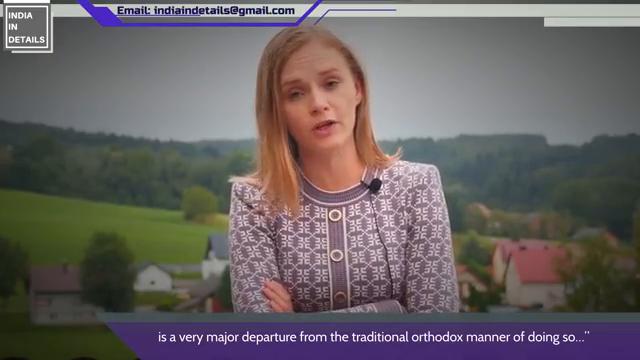 INDIA
IN
DETAILS
Email: indiaindetails@gmail.com
is a very major departure from the traditional orthodox manner of doing so..."